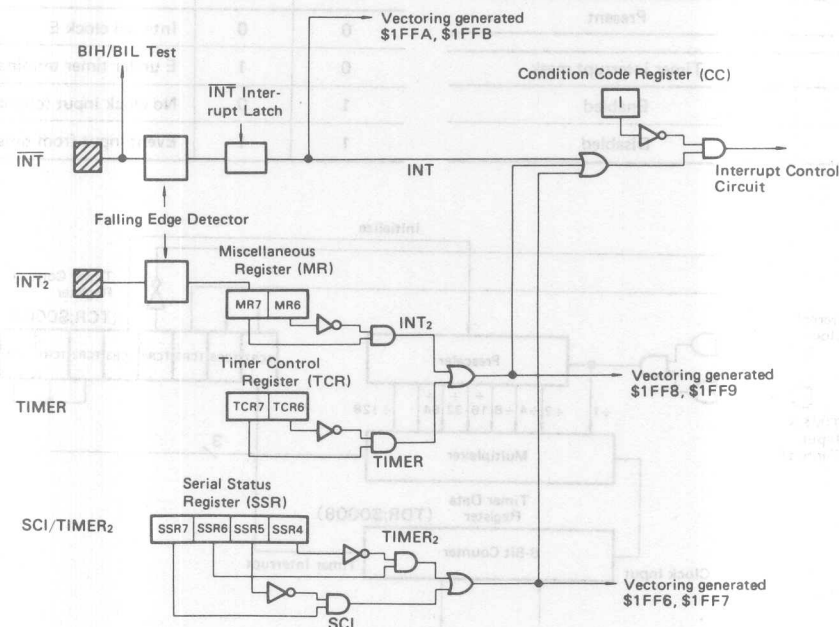 Vectoring generated
$1FFA, $1FFB
BIH/BIL Test
Condition Code Register (CC)
INT Inter-
rupt Latch
I
INT
INT
Interrupt Control
Circuit
Falling Edge Detector
Miscellaneous
Register (MR)
INT₂
MR7 MR6
INT₂
Timer Control
Register (TCR)
Vectoring generated
$1FF8, $1FF9
TIMER
TCR7 TCR6
TIMER
Serial Status
Register (SSR)
SCI/TIMER₂
SSR7 SSR6 SSR5 SSR4
TIMER₂
Vectoring generated
$1FF6, $1FF7
SCI